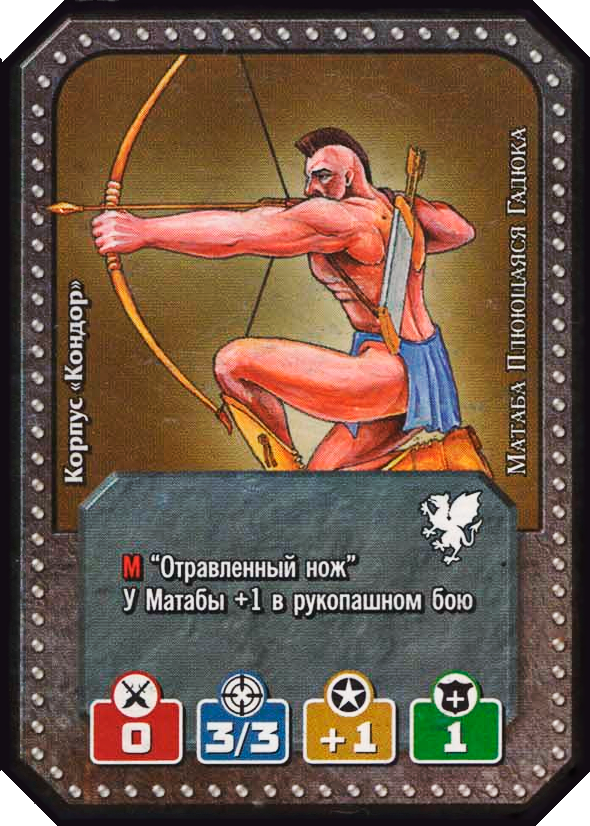 Корпус «Кондор»
Матаба Плюющаяся Гадюка
М “Отравленный нож”
У Матабы +1 в рукопашном бою
0 3/3 +1 1